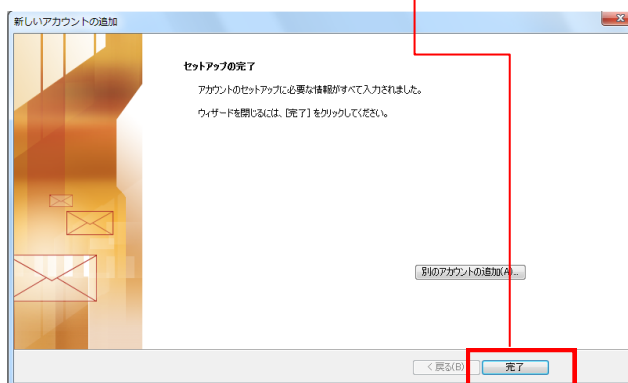 新しいアカウントの追加
セットアップの完了
アカウントのセットアップに必要な情報がすべて入力されました。
ウィザードを閉じるには、[完了] をクリックしてください。
別のアカウントの追加(A)...
< 戻る(B)
完了